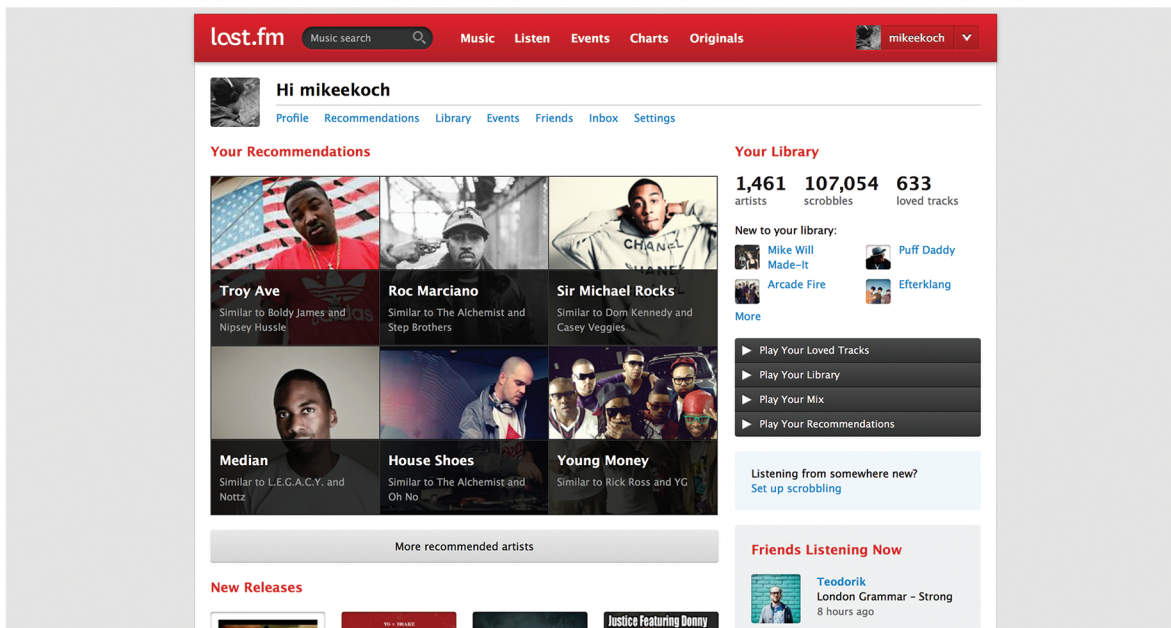 last.fm
Music search
Music
Listen
Events
Charts
Originals
mikeekoch
Hi mikeekoch
Profile
Recommendations
Library
Events
Friends
Inbox
Settings
Your Recommendations
CHANEL
Troy Ave
Similar to Boldy James and
Nipsey Hussle
adidas
Roc Marciano
Similar to The Alchemist and
Step Brothers
Sir Michael Rocks
Similar to Dom Kennedy and
Casey Veggies
Median
Similar to L.E.G.A.C.Y. and
Nottz
House Shoes
Similar to The Alchemist and
Oh No
Young Money
Similar to Rick Ross and YG
More recommended artists
New Releases
YG & DRAKE
Justice Featuring Donny
Your Library
1,461
artists
107,054
scrobbles
633
loved tracks
New to your library:
Mike Will
Made-It
Puff Daddy
Arcade Fire
Efterklang
More
Play Your Loved Tracks
Play Your Library
Play Your Mix
Play Your Recommendations
Listening from somewhere new?
Set up scrobbling
Friends Listening Now
Teodorik
London Grammar – Strong
8 hours ago